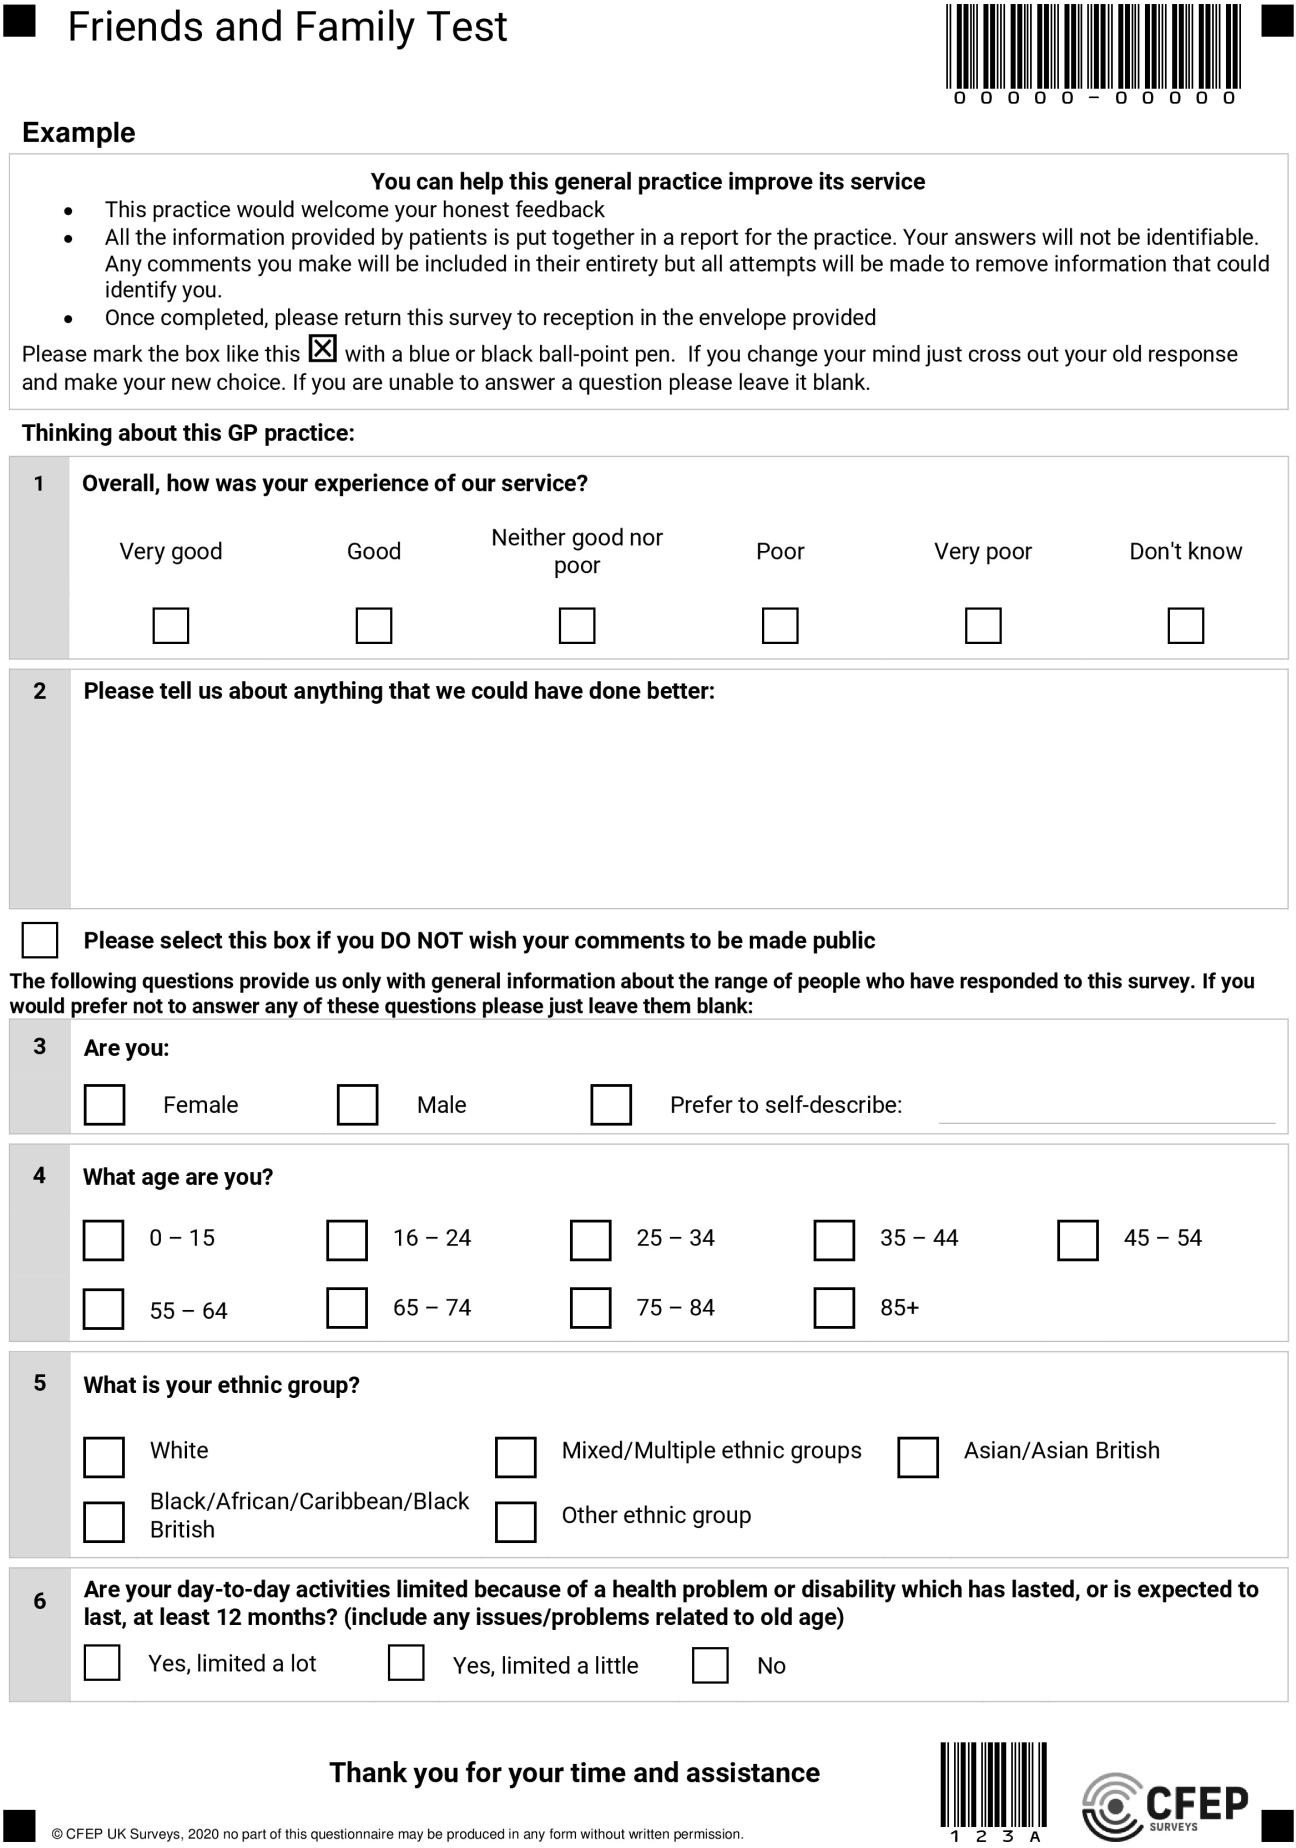 Friends and Family Test
00000-00000
Example
You can help this general practice improve its service
• This practice would welcome your honest feedback
• All the information provided by patients is put together in a report for the practice. Your answers will not be identifiable.
Any comments you make will be included in their entirety but all attempts will be made to remove information that could
identify you.
• Once completed, please return this survey to reception in the envelope provided
Please mark the box like this ☒ with a blue or black ball-point pen. If you change your mind just cross out your old response
and make your new choice. If you are unable to answer a question please leave it blank.
Thinking about this GP practice:
1 Overall, how was your experience of our service?
Very good Good Neither good nor poor Poor Very poor Don't know
2 Please tell us about anything that we could have done better:
Please select this box if you DO NOT wish your comments to be made public
The following questions provide us only with general information about the range of people who have responded to this survey. If you
would prefer not to answer any of these questions please just leave them blank:
3 Are you:
Female Male Prefer to self-describe:
4 What age are you?
0 – 15 16 – 24 25 – 34 35 – 44 45 – 54
55 – 64 65 – 74 75 – 84 85+
5 What is your ethnic group?
White Mixed/Multiple ethnic groups Asian/Asian British
Black/African/Caribbean/Black British Other ethnic group
6 Are your day-to-day activities limited because of a health problem or disability which has lasted, or is expected to
last, at least 12 months? (include any issues/problems related to old age)
Yes, limited a lot Yes, limited a little No
Thank you for your time and assistance
123A
CFEP
SURVEYS
© CFEP UK Surveys, 2020 no part of this questionnaire may be produced in any form without written permission.